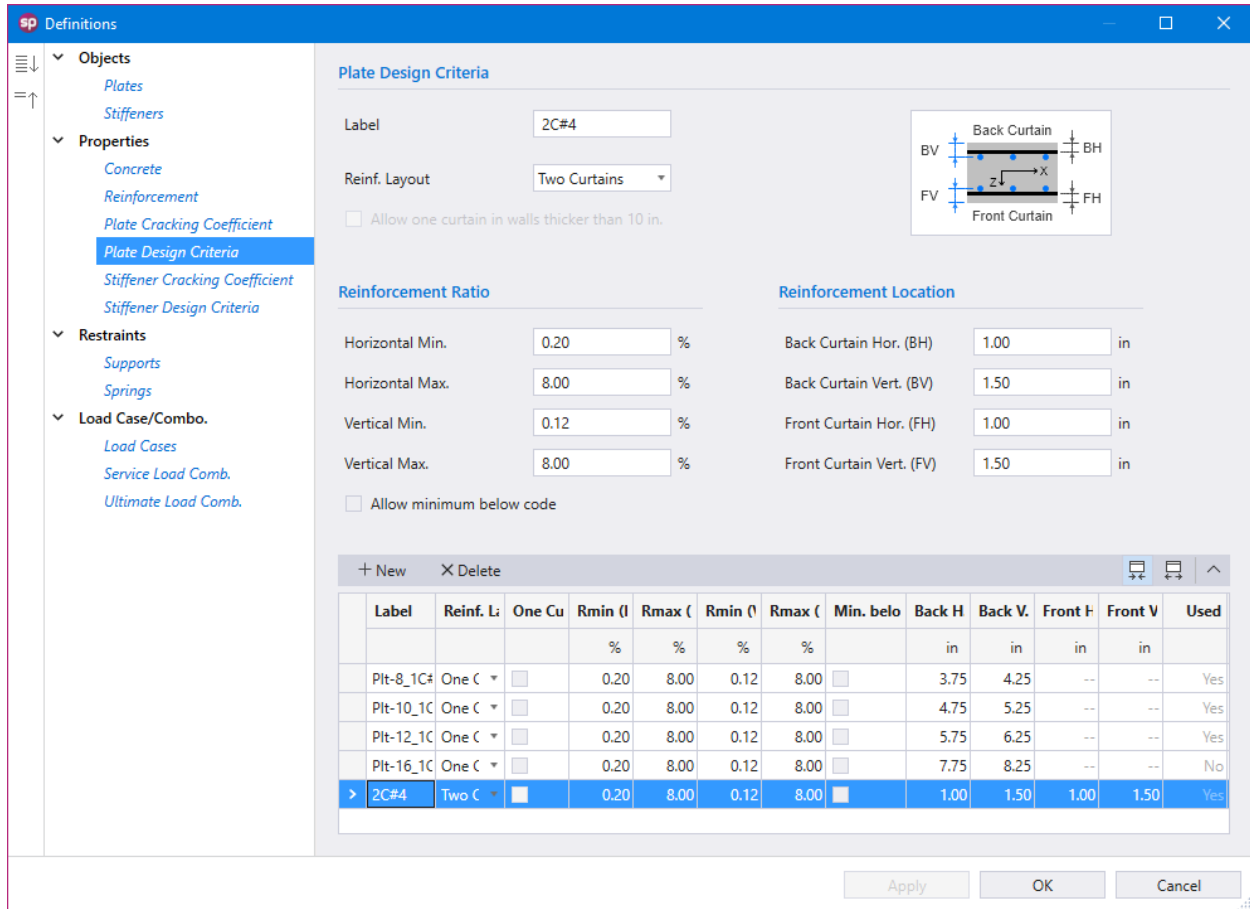 sp Definitions
Objects
Plates
Stiffeners
Properties
Concrete
Reinforcement
Plate Cracking Coefficient
Plate Design Criteria
Stiffener Cracking Coefficient
Stiffener Design Criteria
Restraints
Supports
Springs
Load Case/Combo.
Load Cases
Service Load Comb.
Ultimate Load Comb.
Plate Design Criteria
Label 2C#4
Reinf. Layout Two Curtains
Allow one curtain in walls thicker than 10 in.
Back Curtain
BV BH
Z X
FV FH
Front Curtain
Reinforcement Ratio
Horizontal Min. 0.20 %
Horizontal Max. 8.00 %
Vertical Min. 0.12 %
Vertical Max. 8.00 %
Allow minimum below code
Reinforcement Location
Back Curtain Hor. (BH) 1.00 in
Back Curtain Vert. (BV) 1.50 in
Front Curtain Hor. (FH) 1.00 in
Front Curtain Vert. (FV) 1.50 in
New Delete
Label Reinf. La One Cu Rmin (I Rmax ( Rmin (V Rmax ( Min. belo Back H Back V. Front H Front V Used
% % % % in in in in
Plt-8_1C# One C 0.20 8.00 0.12 8.00 3.75 4.25 -- -- Yes
Plt-10_1C One C 0.20 8.00 0.12 8.00 4.75 5.25 -- -- Yes
Plt-12_1C One C 0.20 8.00 0.12 8.00 5.75 6.25 -- -- Yes
Plt-16_1C One C 0.20 8.00 0.12 8.00 7.75 8.25 -- -- No
2C#4 Two C 0.20 8.00 0.12 8.00 1.00 1.50 1.00 1.50 Yes
Apply OK Cancel